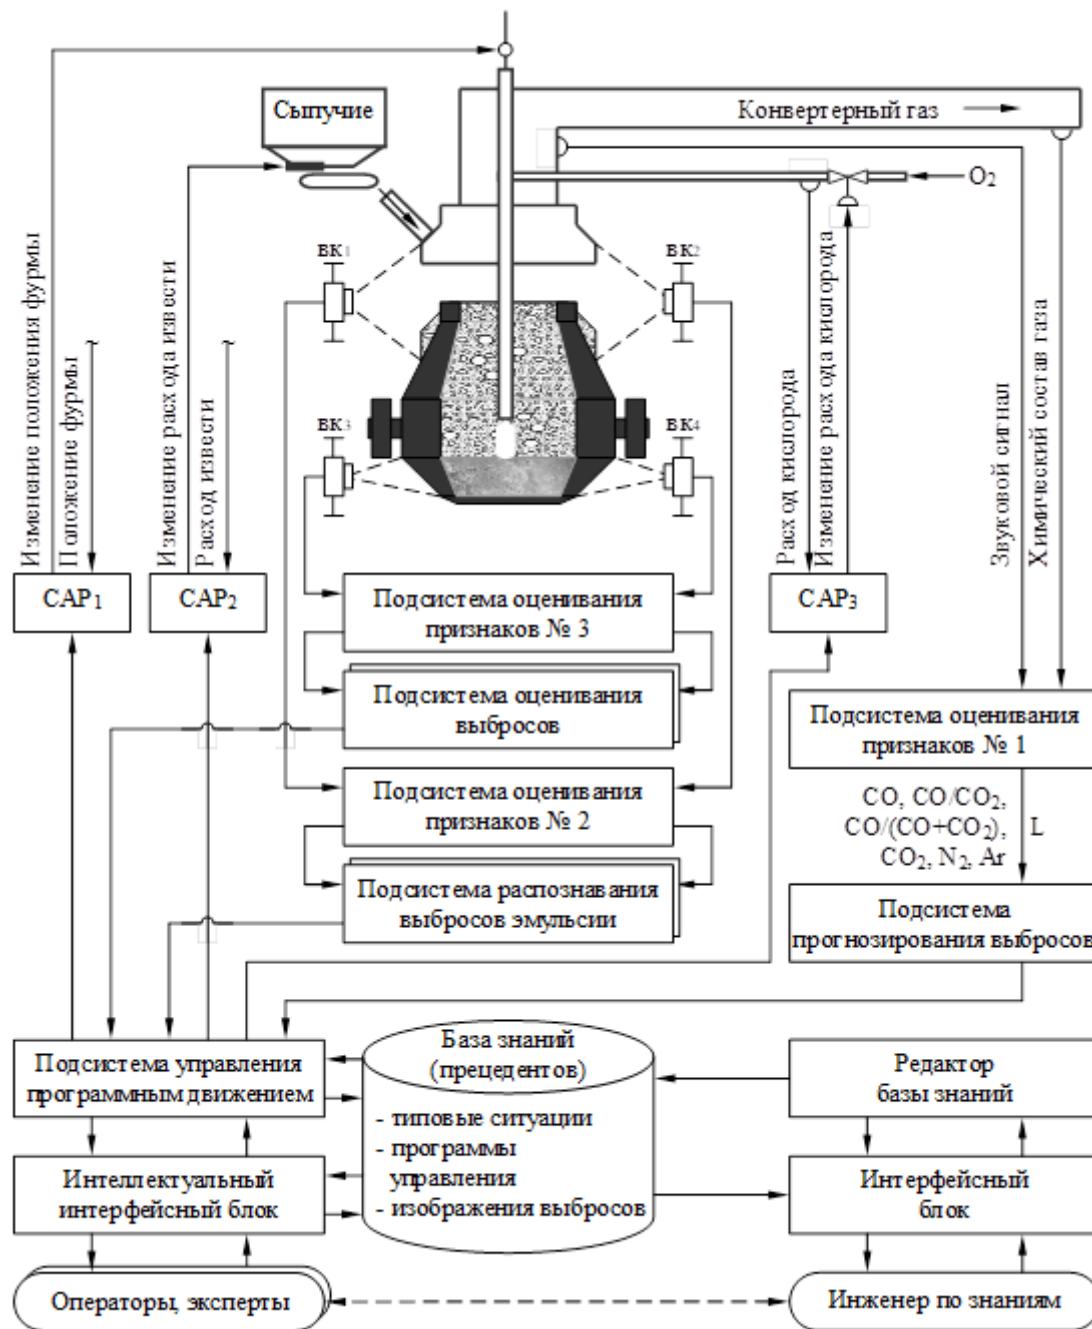 Сыпучие
Конвертерный газ
O2
ВК1
ВК2
ВК3
ВК4
Изменение положения фурмы
Положение фурмы
Изменение расхода извести
Расход извести
Расход кислорода
Изменение расхода кислорода
Звуковой сигнал
Химический состав газа
САР1
САР2
САР3
Подсистема оценивания
признаков № 3
Подсистема оценивания
выбросов
Подсистема оценивания
признаков № 2
Подсистема распознавания
выбросов эмульсии
Подсистема оценивания
признаков № 1
CO, CO/CO2,
CO/(CO+CO2),
CO2, N2, Ar
L
Подсистема
прогнозирования выбросов
Подсистема управления
программным движением
База знаний
(прецедентов)
- типовые ситуации
- программы
управления
- изображения выбросов
Редактор
базы знаний
Интеллектуальный
интерфейсный блок
Интерфейсный
блок
Операторы, эксперты
Инженер по знаниям